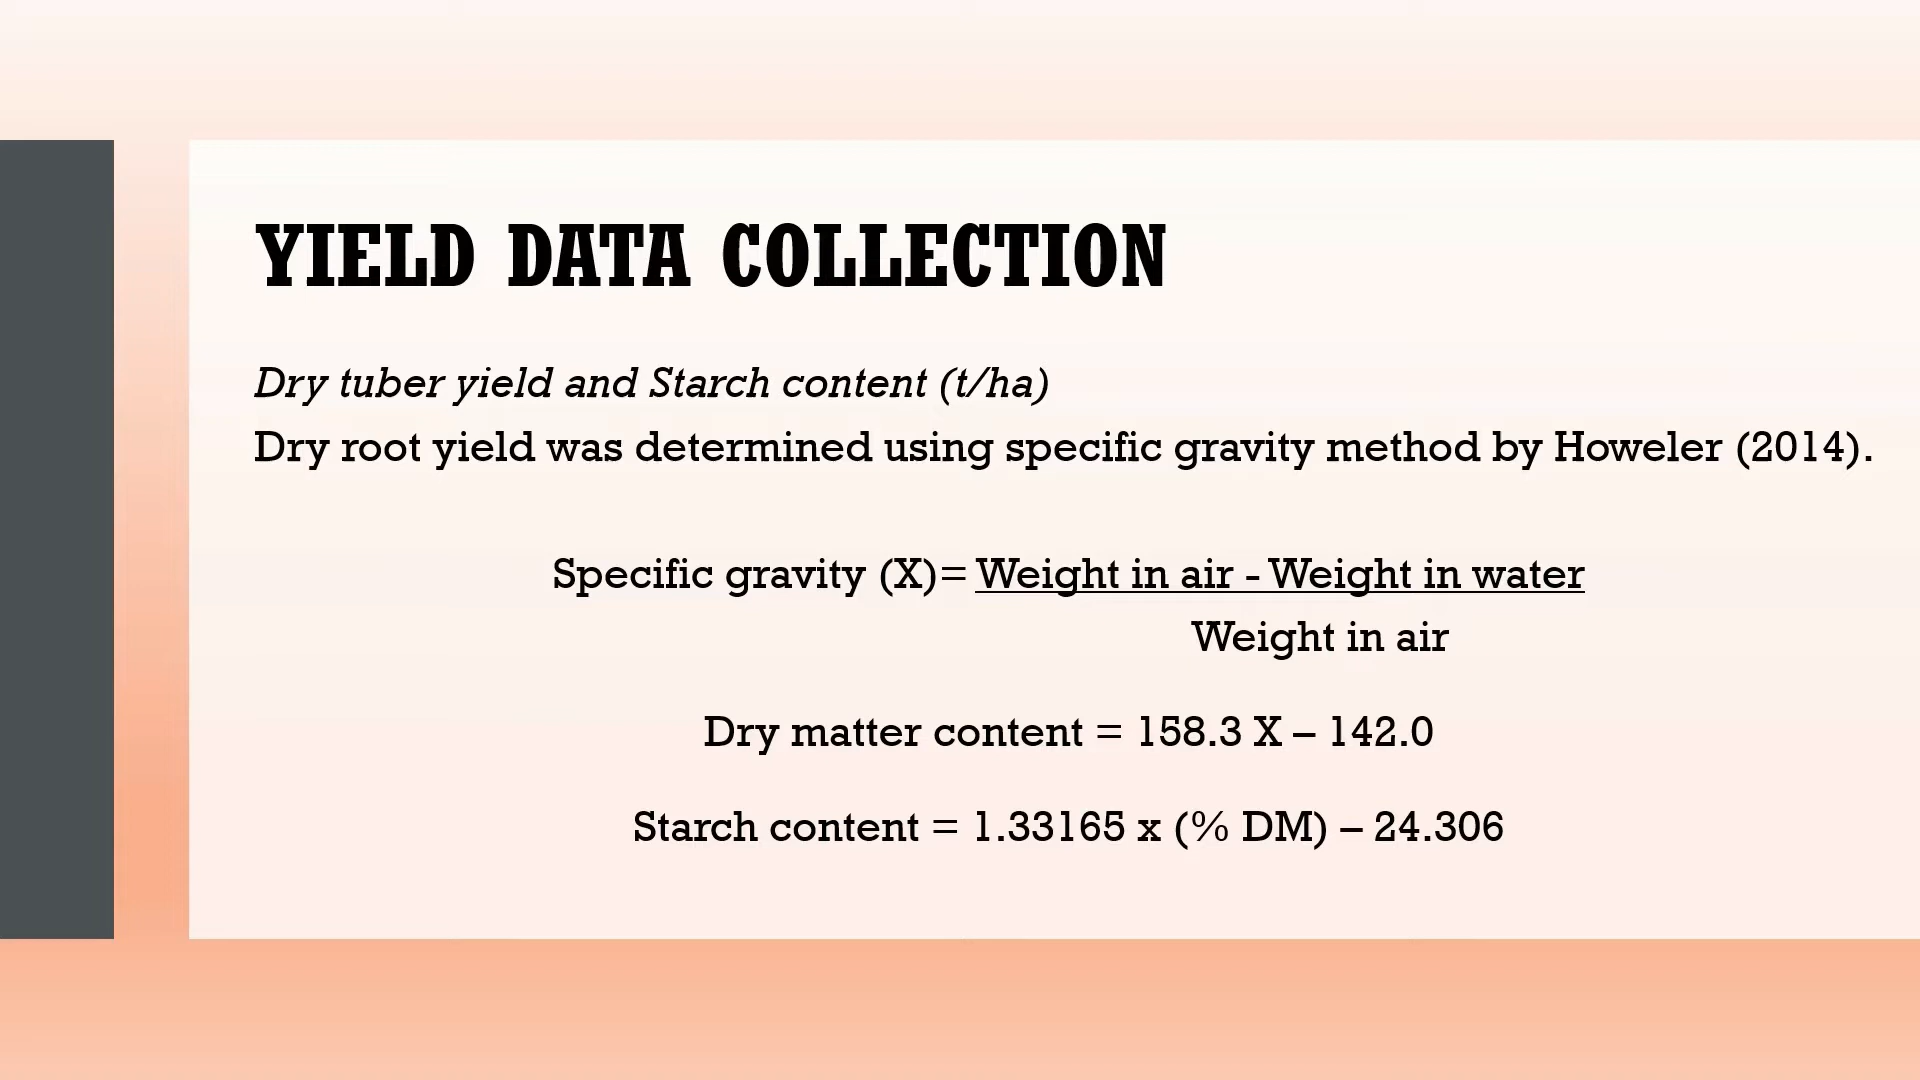 YIELD DATA COLLECTION
Dry tuber yield and Starch content (t/ha)
Dry root yield was determined using specific gravity method by Howeler (2014).
Specific gravity (X)= Weight in air - Weight in water
Weight in air
Dry matter content = 158.3 X – 142.0
Starch content = 1.33165 x (% DM) – 24.306